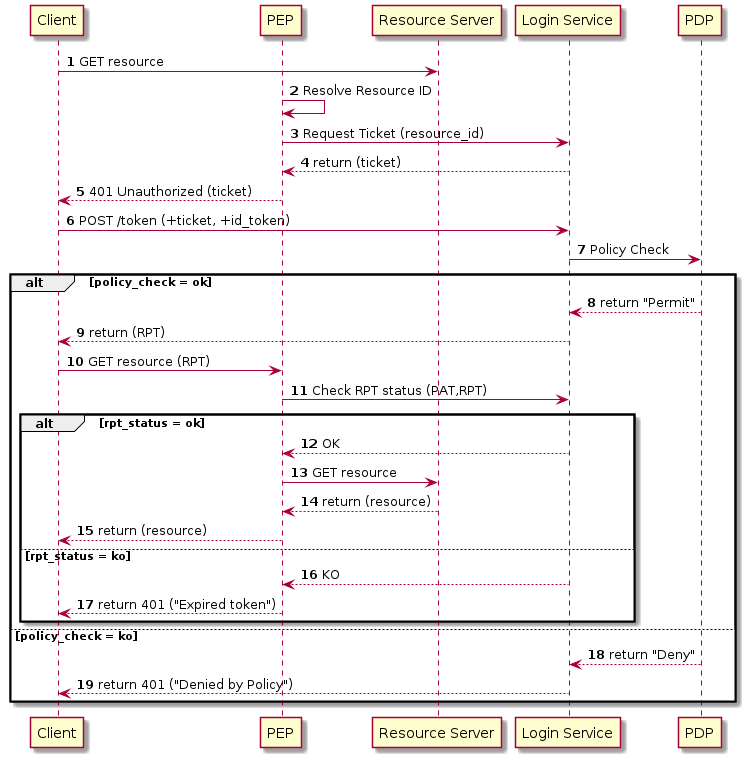 Client PEP Resource Server Login Service PDP
1 GET resource
2 Resolve Resource ID
3 Request Ticket (resource_id)
4 return (ticket)
5 401 Unauthorized (ticket)
6 POST /token (+ticket, +id_token)
7 Policy Check
alt [policy_check = ok]
8 return "Permit"
9 return (RPT)
10 GET resource (RPT)
11 Check RPT status (PAT,RPT)
alt [rpt_status = ok]
12 OK
13 GET resource
14 return (resource)
15 return (resource)
[rpt_status = ko]
16 KO
17 return 401 ("Expired token")
[policy_check = ko]
18 return "Deny"
19 return 401 ("Denied by Policy")
Client PEP Resource Server Login Service PDP